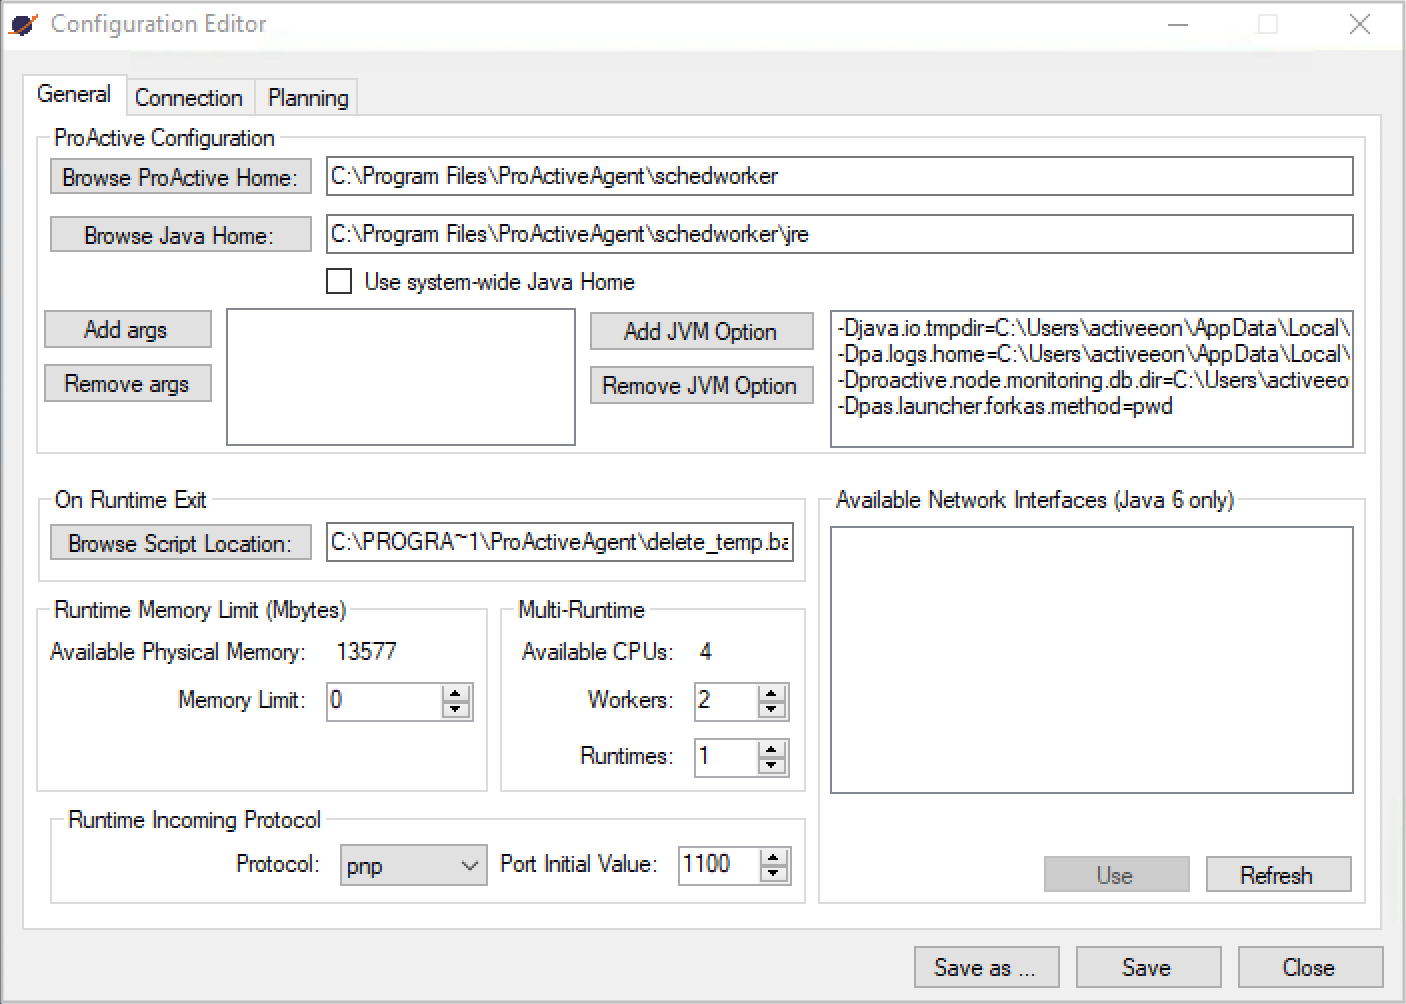 Configuration Editor
General Connection Planning
ProActive Configuration
Browse ProActive Home: C:\Program Files\ProActiveAgent\schedworker
Browse Java Home: C:\Program Files\ProActiveAgent\schedworker\jre
Use system-wide Java Home
Add args
Remove args
Add JVM Option
Remove JVM Option
-Djava.io.tmpdir=C:\Users\activeeon\AppData\Local\
-Dpa.logs.home=C:\Users\activeeon\AppData\Local\
-Dproactive.node.monitoring.db.dir=C:\Users\activeeo
-Dpas.launcher.forkas.method=pwd
On Runtime Exit
Browse Script Location: C:\PROGRA~1\ProActiveAgent\delete_temp.ba
Runtime Memory Limit (Mbytes)
Available Physical Memory: 13577
Memory Limit: 0
Multi-Runtime
Available CPUs: 4
Workers: 2
Runtimes: 1
Runtime Incoming Protocol
Protocol: pnp Port Initial Value: 1100
Available Network Interfaces (Java 6 only)
Use Refresh
Save as ... Save Close